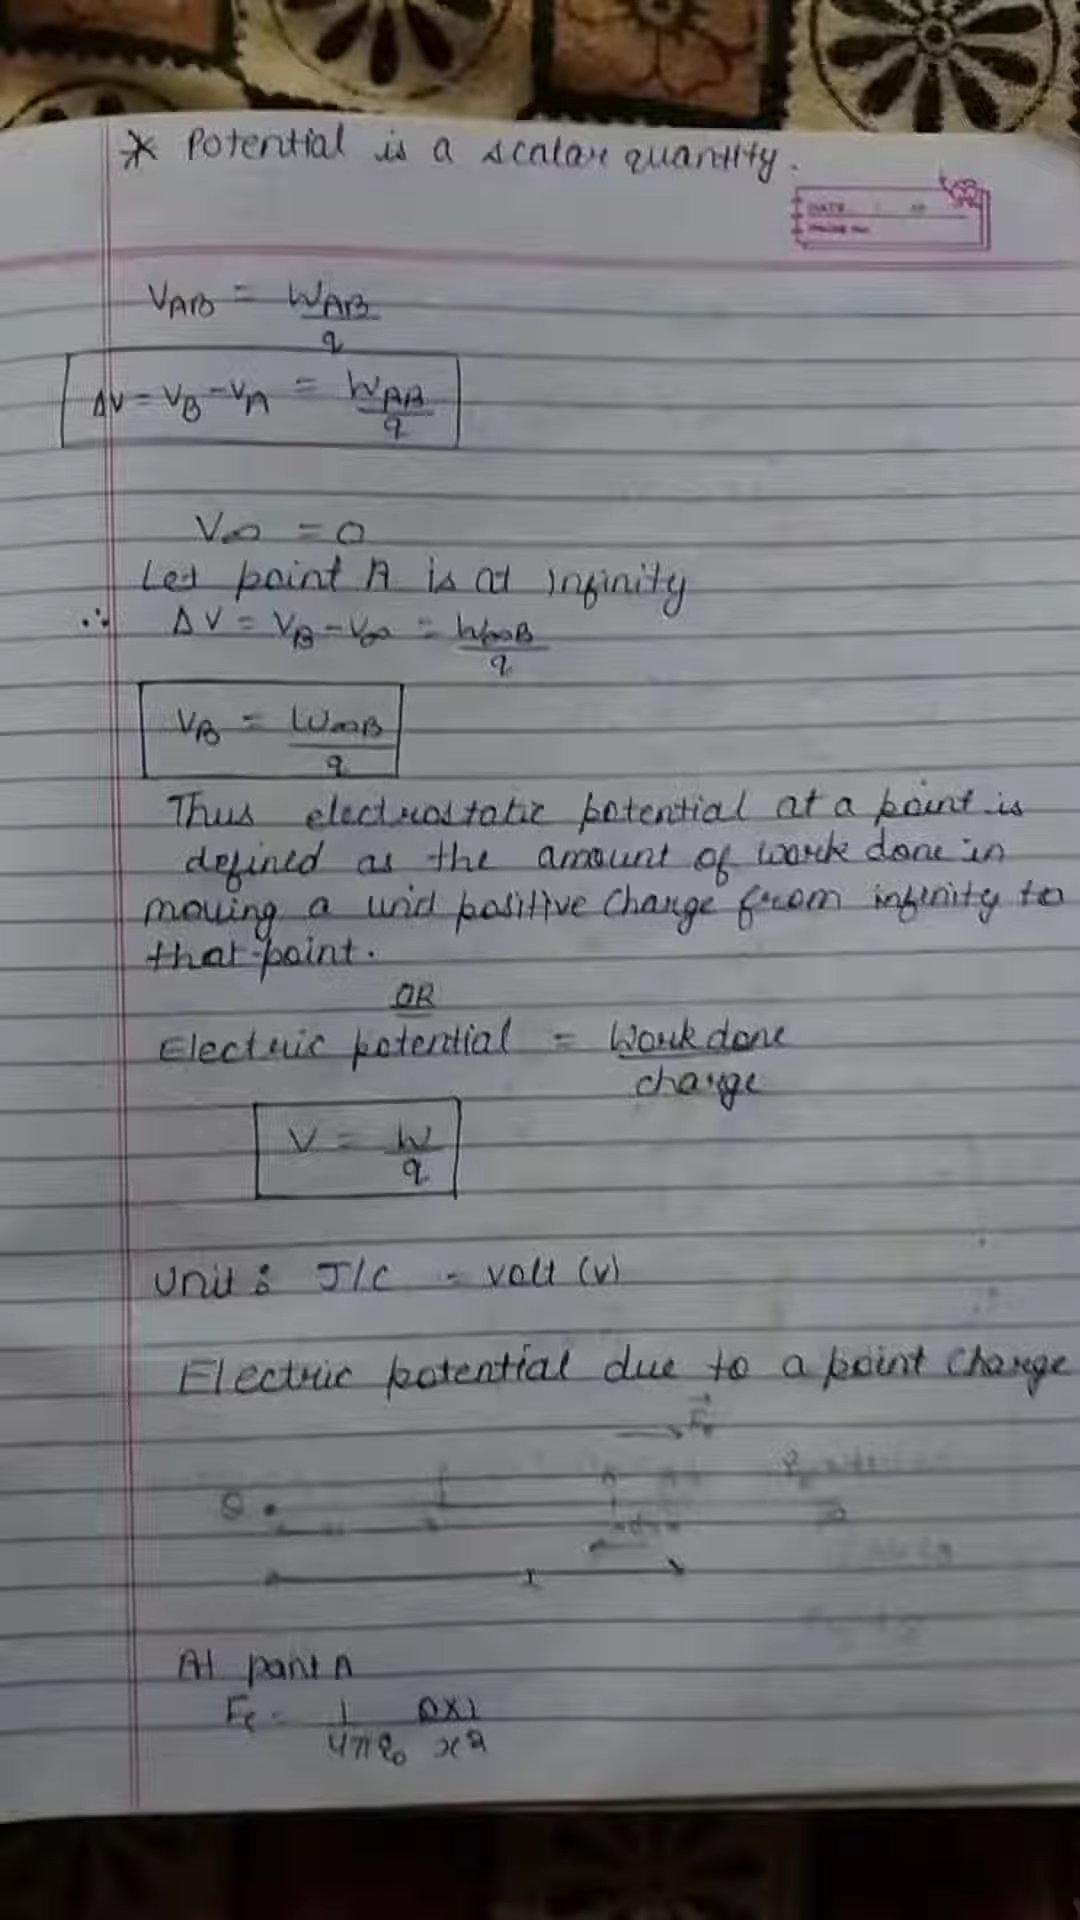 * Potential is a scalar quantity.
DATE
PAGE No.
VAB = WAB/q
ΔV = VB - VA = WAB/q
V∞ = 0
Let point A is at infinity
∴ ΔV = VB - V∞ = W∞B/q
VB = W∞B/q
Thus electrostatic potential at a point is
defined as the amount of work done in
moving a unit positive charge from infinity to
that point.
OR
Electric potential = Work done/charge
V = W/q
Unit : J/C = volt (v)
Electric potential due to a point charge
Q
At point A
Fe = 1/4πε₀ Q×1/x²